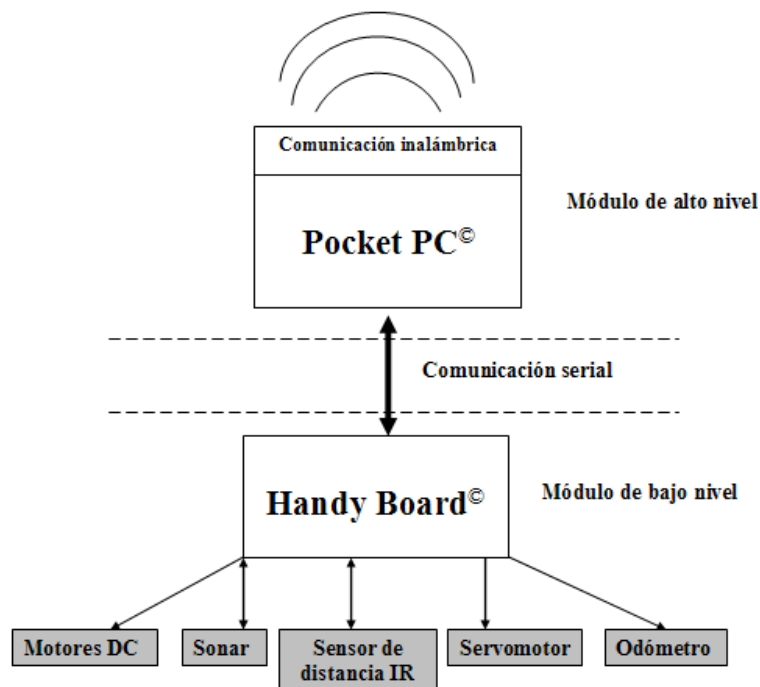 Comunicación inalámbrica
Módulo de alto nivel
Pocket PC©
Comunicación serial
Handy Board©
Módulo de bajo nivel
Motores DC
Sonar
Sensor de
distancia IR
Servomotor
Odómetro